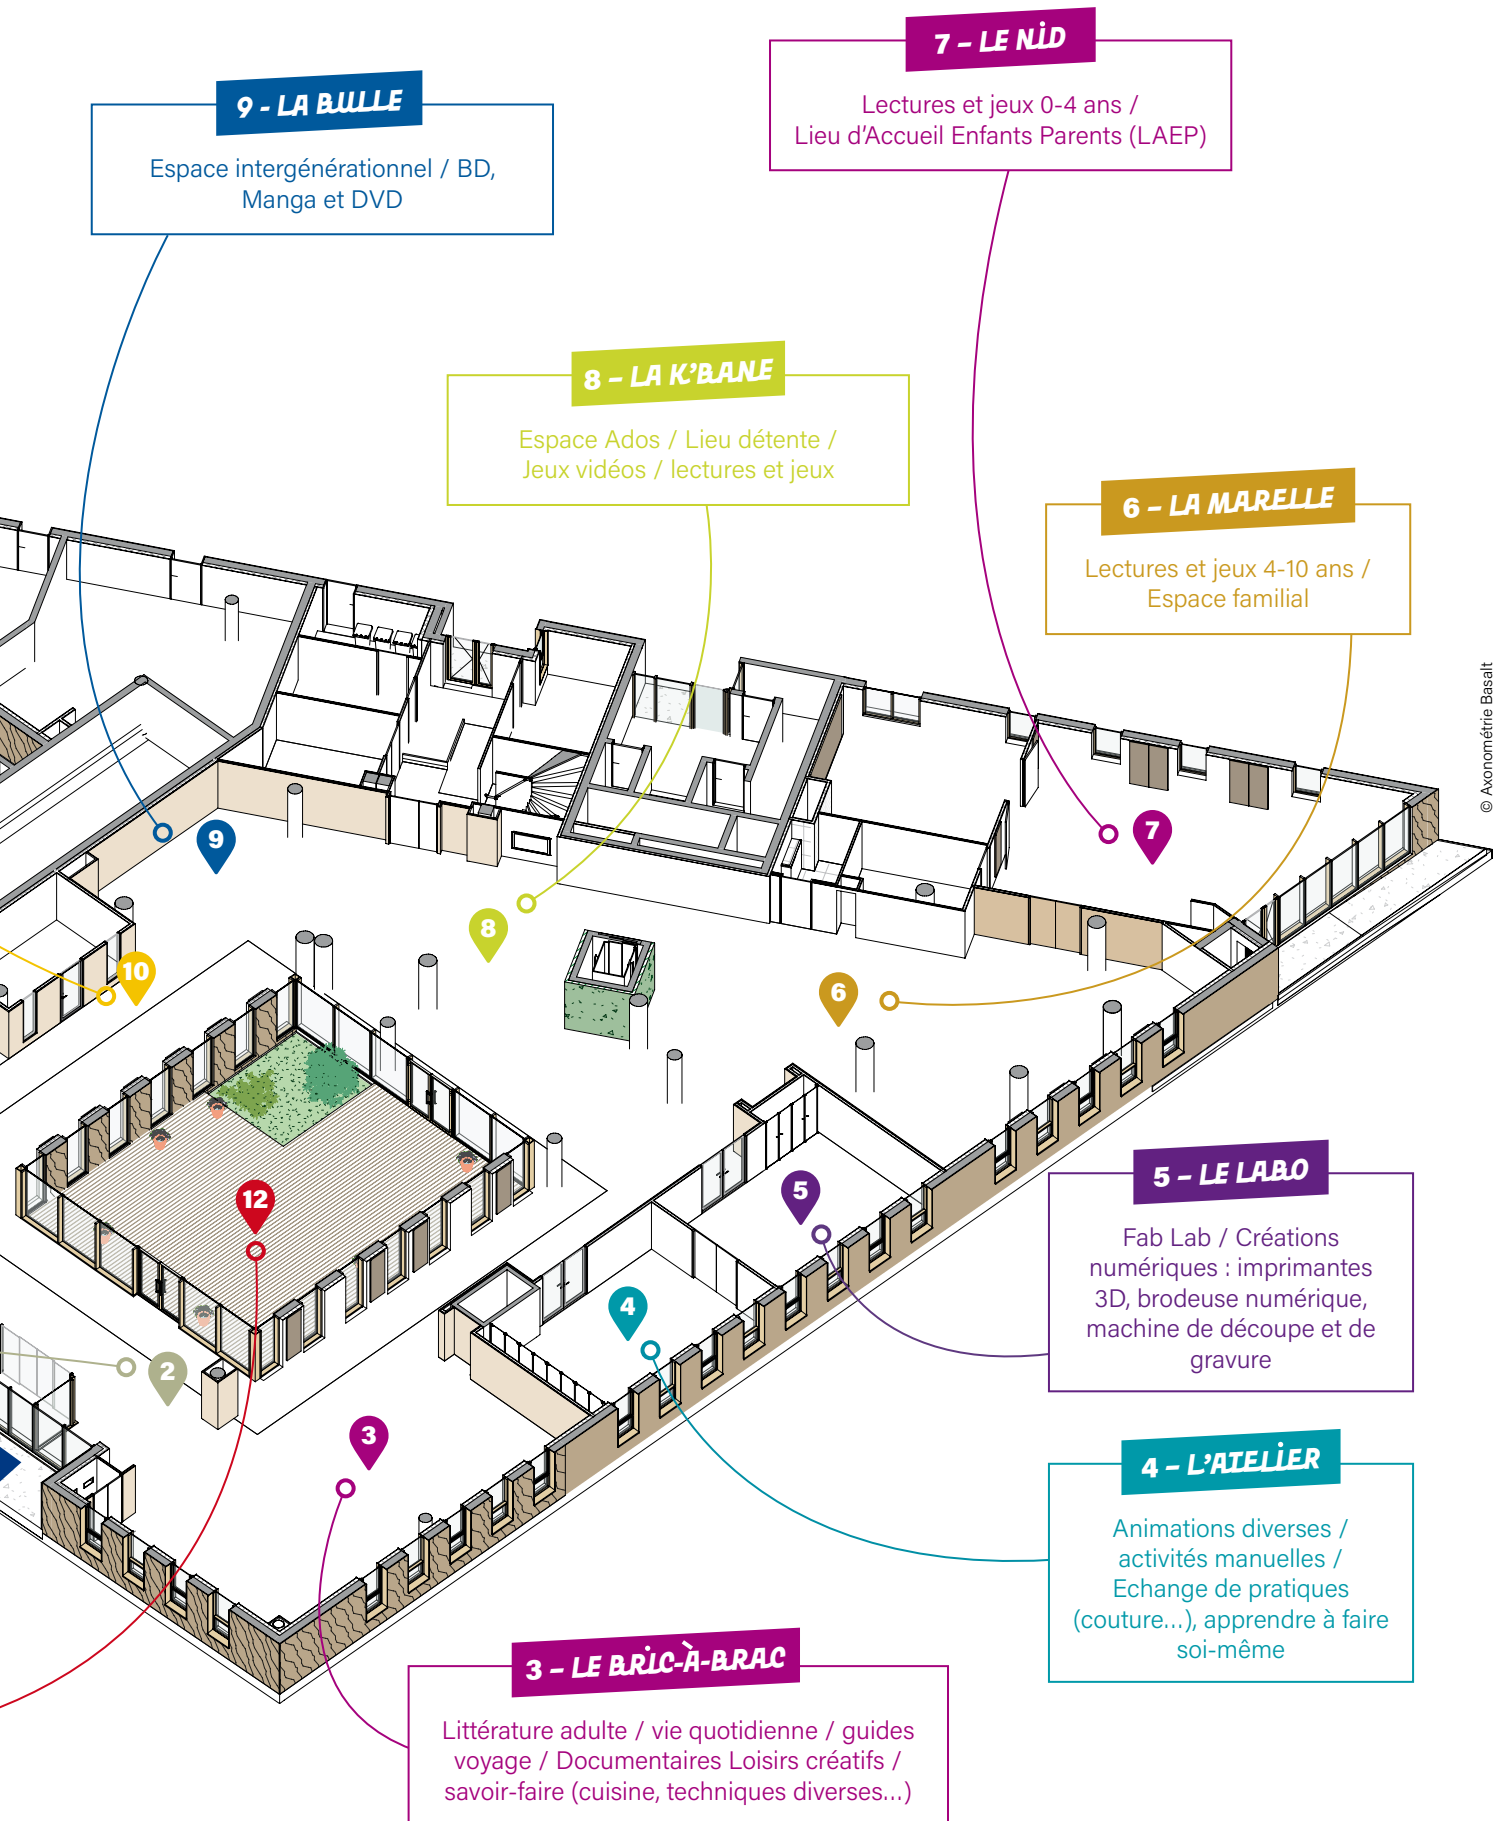 7 – LE NID
Lectures et jeux 0-4 ans /
Lieu d'Accueil Enfants Parents (LAEP)
9 - LA BULLE
Espace intergénérationnel / BD,
Manga et DVD
8 – LA K'BANE
Espace Ados / Lieu détente /
Jeux vidéos / lectures et jeux
6 – LA MARELLE
Lectures et jeux 4-10 ans /
Espace familial
© Axonométrie Basalt
9
7
8
10
6
12
5
4
2
3
5 – LE LABO
Fab Lab / Créations
numériques : imprimantes
3D, brodeuse numérique,
machine de découpe et de
gravure
4 – L'ATELIER
Animations diverses /
activités manuelles /
Echange de pratiques
(couture...), apprendre à faire
soi-même
3 – LE BRIC-À-BRAC
Littérature adulte / vie quotidienne / guides
voyage / Documentaires Loisirs créatifs /
savoir-faire (cuisine, techniques diverses...)